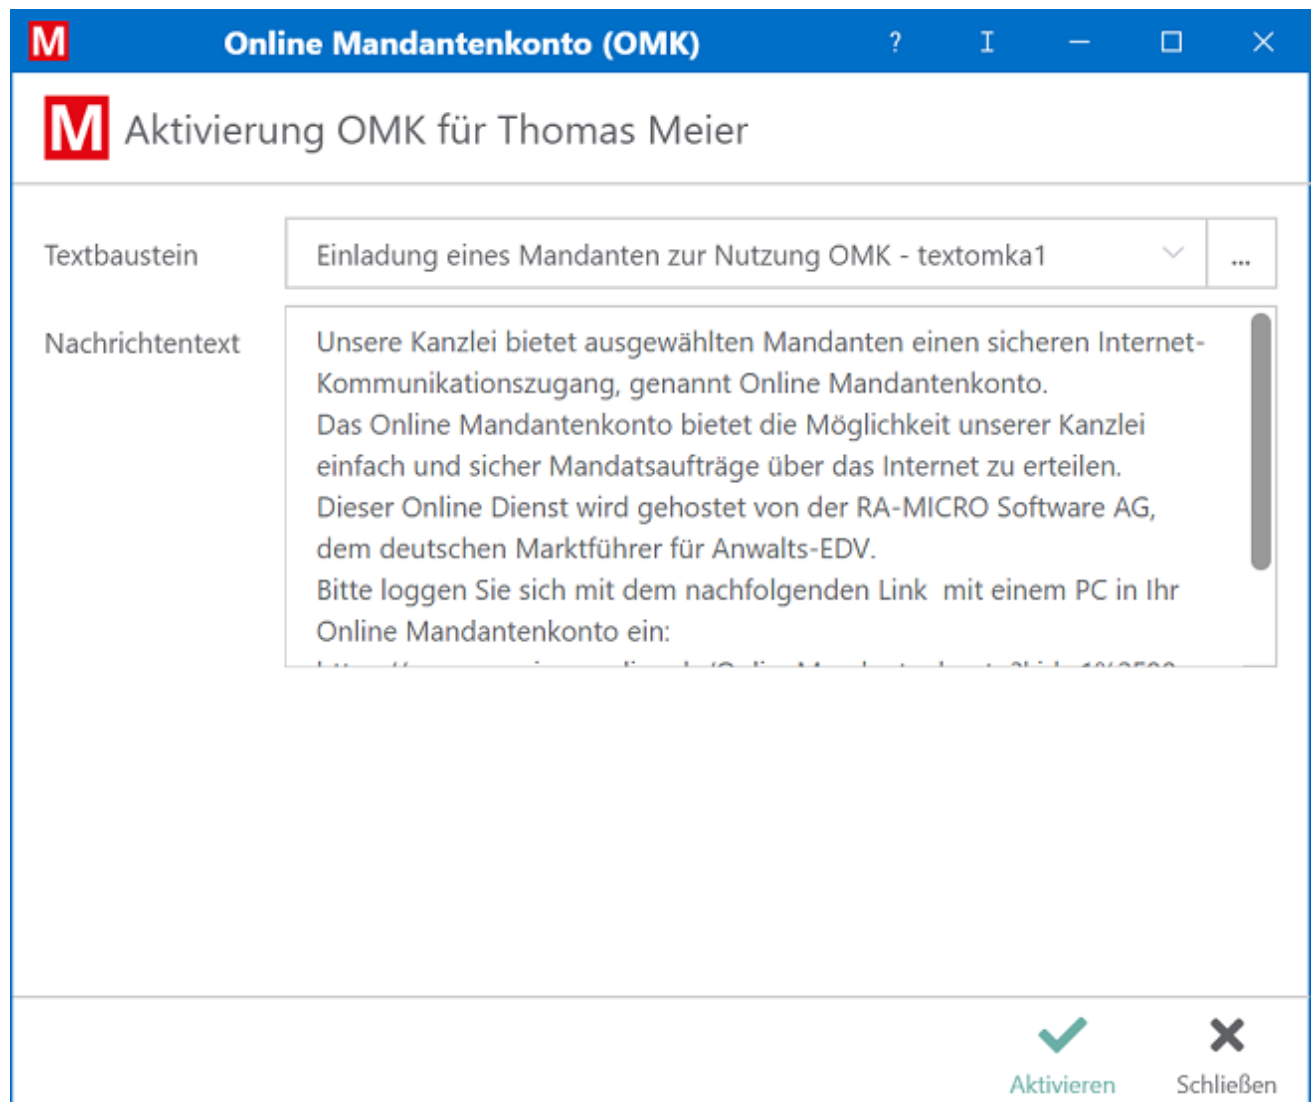 M Online Mandantenkonto (OMK) ?
M Aktivierung OMK für Thomas Meier
Textbaustein Einladung eines Mandanten zur Nutzung OMK - textomka1 ...
Nachrichtentext Unsere Kanzlei bietet ausgewählten Mandanten einen sicheren Internet-
Kommunikationszugang, genannt Online Mandantenkonto.
Das Online Mandantenkonto bietet die Möglichkeit unserer Kanzlei
einfach und sicher Mandatsaufträge über das Internet zu erteilen.
Dieser Online Dienst wird gehostet von der RA-MICRO Software AG,
dem deutschen Marktführer für Anwalts-EDV.
Bitte loggen Sie sich mit dem nachfolgenden Link  mit einem PC in Ihr
Online Mandantenkonto ein:
Aktivieren Schließen